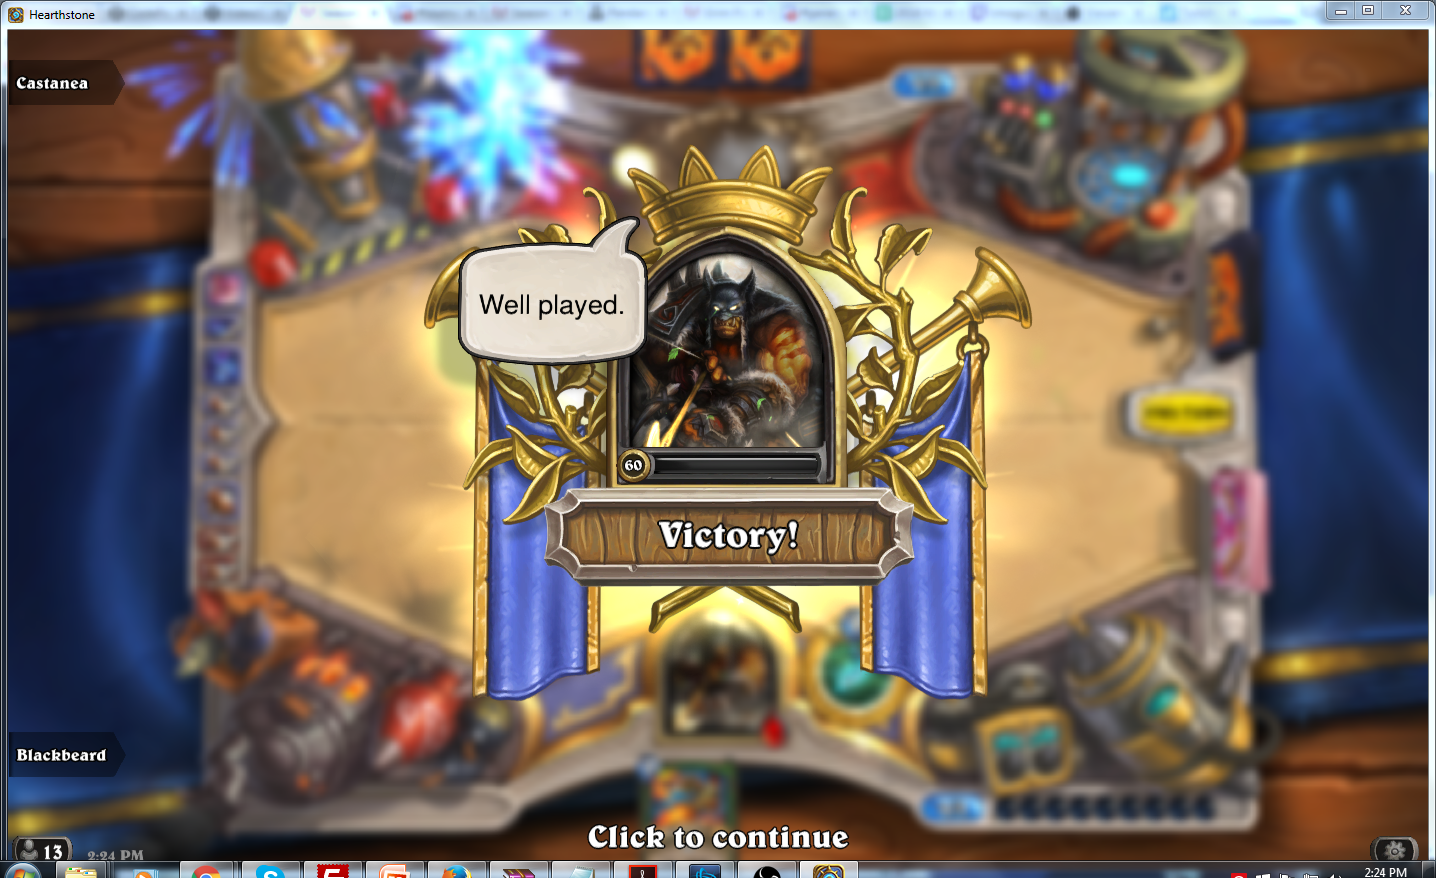 Hearthstone
Castanea
Well played.
60
Victory!
Blackbeard
Click to continue
13
2:24 PM
2:24 PM